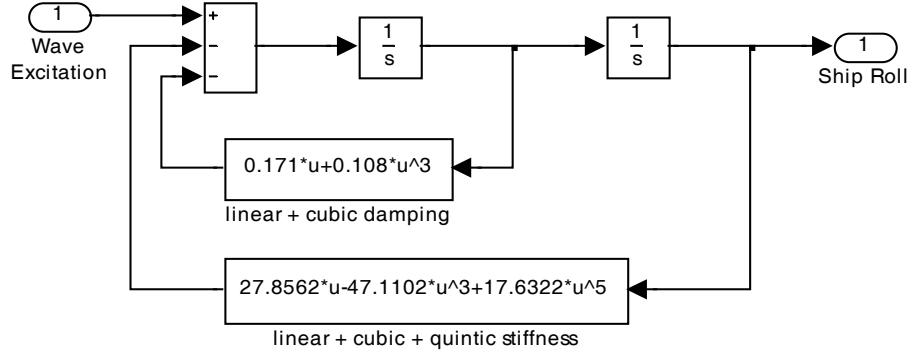 1
Wave
Excitation
+
−
−
1
s
1
s
1
Ship Roll
0.171*u+0.108*u^3
linear + cubic damping
27.8562*u-47.1102*u^3+17.6322*u^5
linear + cubic + quintic stiffness